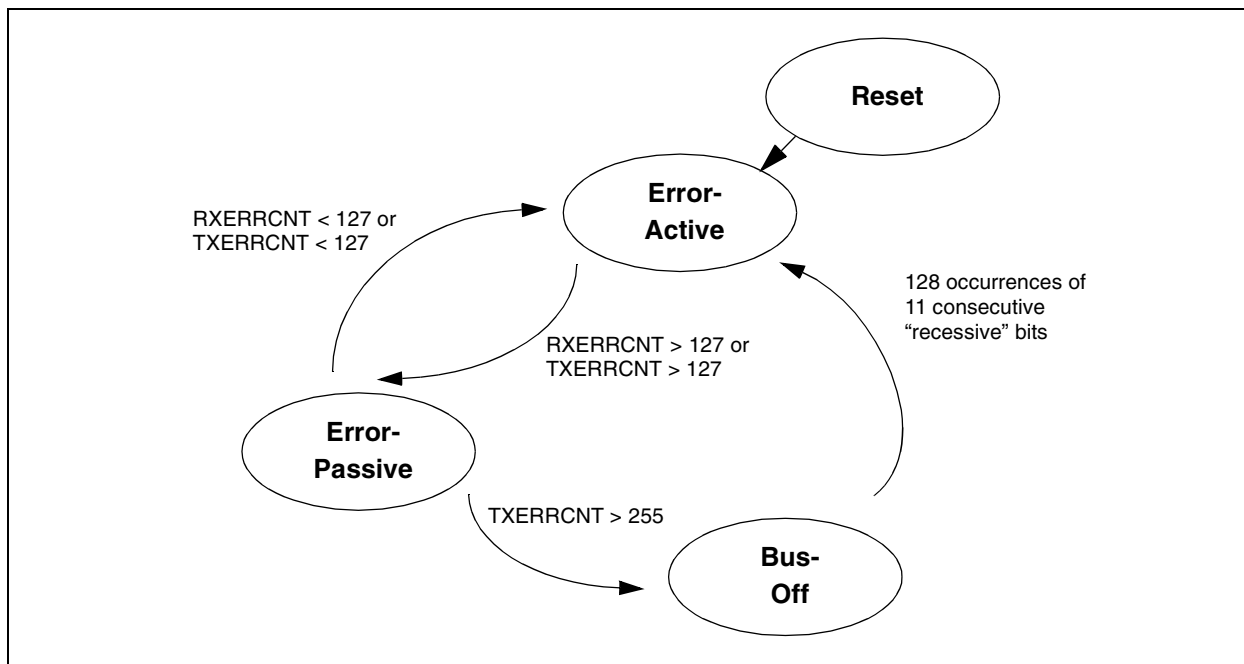 Reset
Error-
Active
RXERRCNT < 127 or
TXERRCNT < 127
128 occurrences of
11 consecutive
“recessive” bits
RXERRCNT > 127 or
TXERRCNT > 127
Error-
Passive
TXERRCNT > 255
Bus-
Off